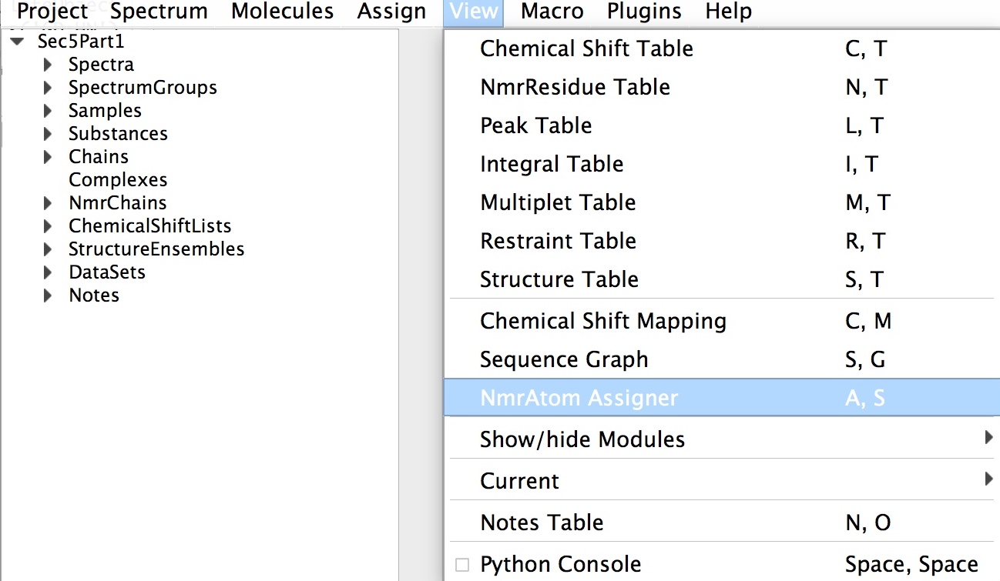 Project Spectrum Molecules Assign View Macro Plugins Help
Sec5Part1
Spectra
SpectrumGroups
Samples
Substances
Chains
Complexes
NmrChains
ChemicalShiftLists
StructureEnsembles
DataSets
Notes
Chemical Shift Table C, T
NmrResidue Table N, T
Peak Table L, T
Integral Table I, T
Multiplet Table M, T
Restraint Table R, T
Structure Table S, T
Chemical Shift Mapping C, M
Sequence Graph S, G
NmrAtom Assigner A, S
Show/hide Modules
Current
Notes Table N, O
Python Console Space, Space